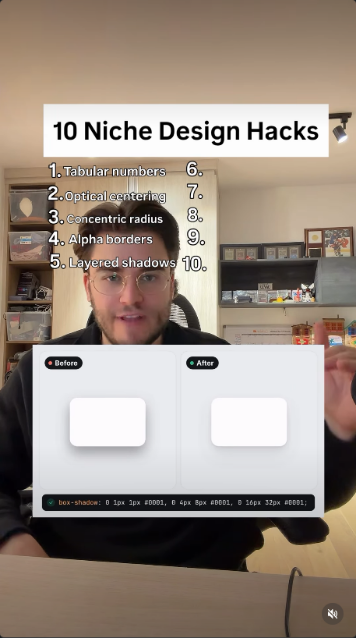 10 Niche Design Hacks
1. Tabular numbers
2. Optical centering
3. Concentric radius
4. Alpha borders
5. Layered shadows
6.
7.
8.
9.
10.
Before
After
box-shadow: 0 1px 1px #0001, 0 4px 8px #0001, 0 16px 32px #0001;